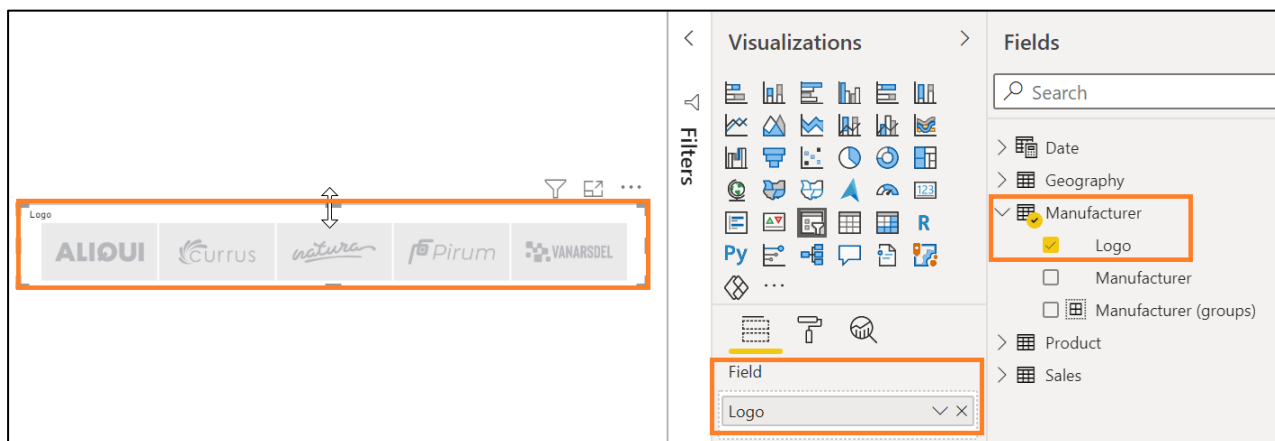 Logo
ALIQUI
Currus
natura
Pirum
VANARSDEL
Filters
Visualizations
123
R
Py
Field
Logo
Fields
Search
Date
Geography
Manufacturer
Logo
Manufacturer
Manufacturer (groups)
Product
Sales